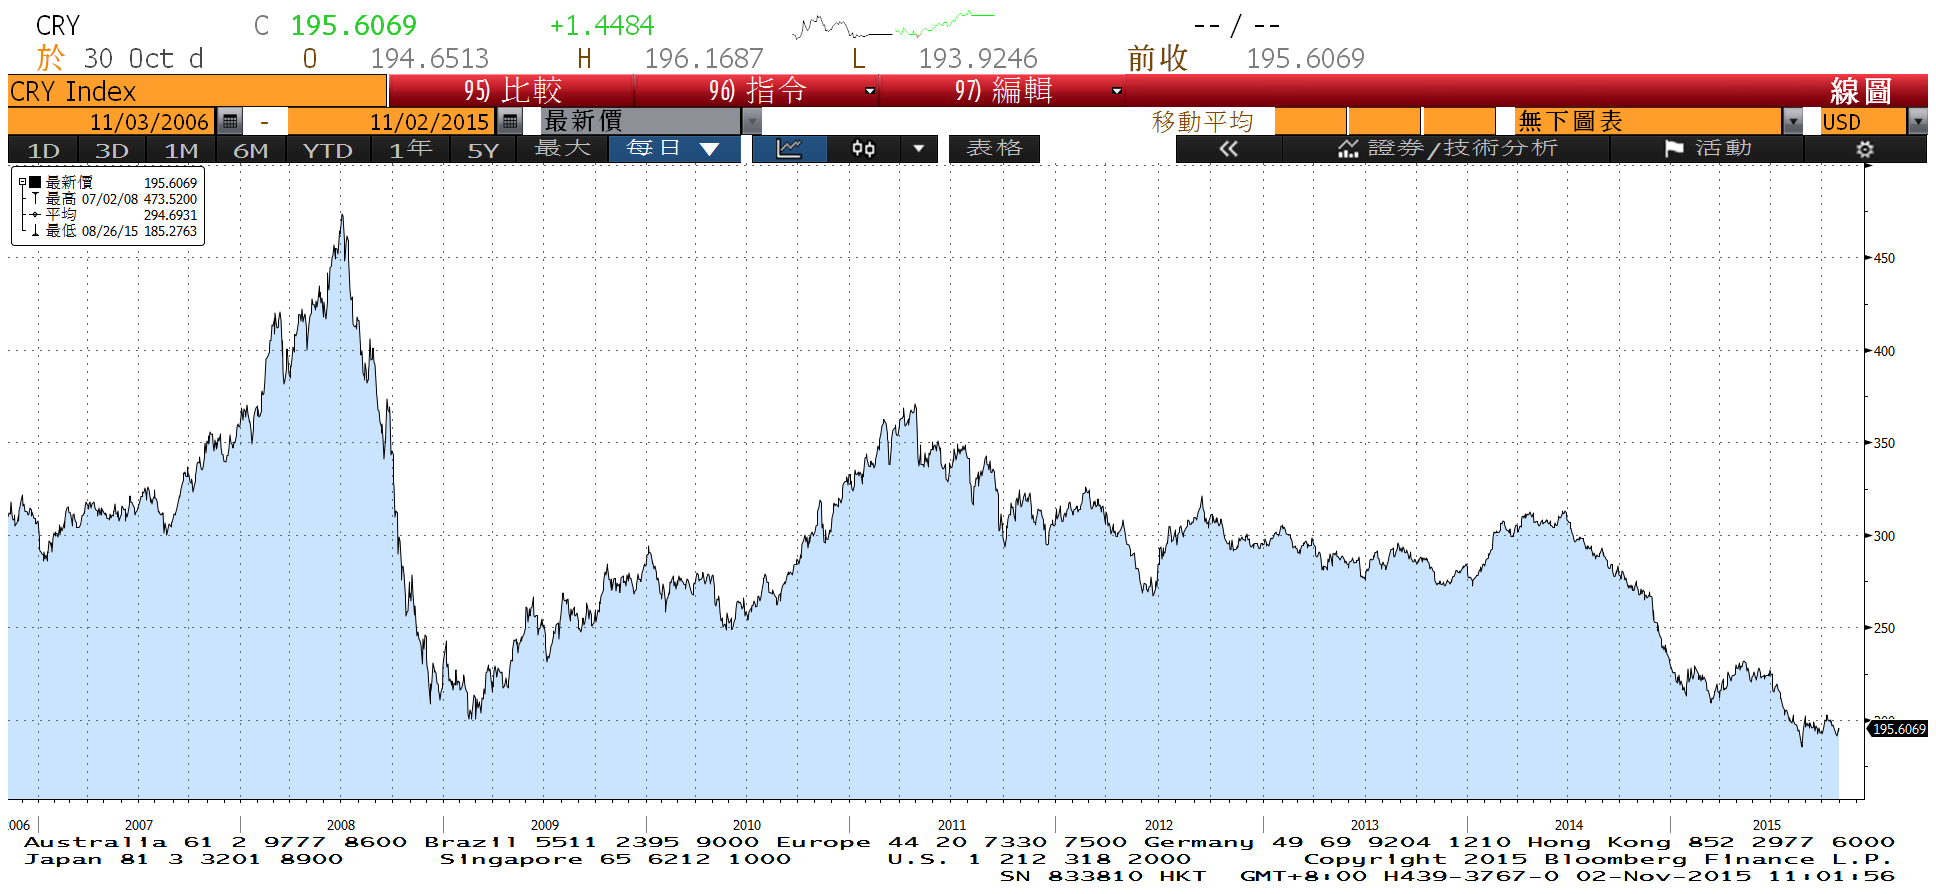 CRY C 195.6069 +1.4484 -- / --
於 30 Oct d O 194.6513 H 196.1687 L 193.9246 前收 195.6069
CRY Index 95) 比較 96) 指令 97) 編輯 線圖
11/03/2006 - 11/02/2015 最新價 移動平均 無下圖表 USD
1D 3D 1M 6M YTD 1年 5Y 最大 每日 表格 證券/技術分析 活動
最新價 195.6069
最高 07/02/08 473.5200
平均 294.6931
最低 08/26/15 185.2763
450
400
350
300
250
200
195.6069
006 2007 2008 2009 2010 2011 2012 2013 2014 2015
Australia 61 2 9777 8600 Brazil 5511 2395 9000 Europe 44 20 7330 7500 Germany 49 69 9204 1210 Hong Kong 852 2977 6000
Japan 81 3 3201 8900 Singapore 65 6212 1000 U.S. 1 212 318 2000 Copyright 2015 Bloomberg Finance L.P.
SN 833810 HKT GMT+8:00 H439-3767-0 02-Nov-2015 11:01:56